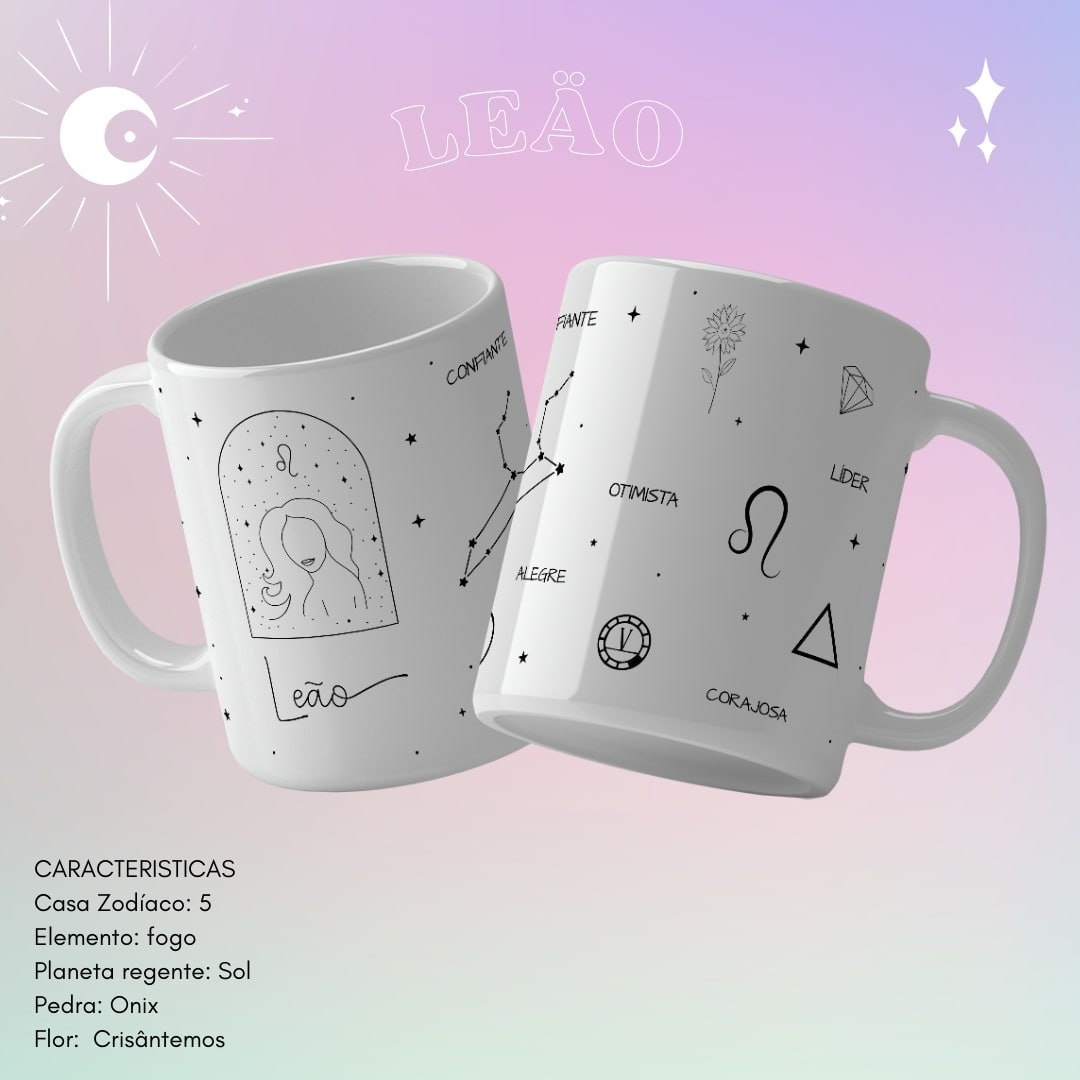 LEÄO
CONFIANTE
Leão
FIANTE
OTIMISTA
LÍDER
ALEGRE
V
CORAJOSA
CARACTERISTICAS
Casa Zodíaco: 5
Elemento: fogo
Planeta regente: Sol
Pedra: Onix
Flor: Crisântemos